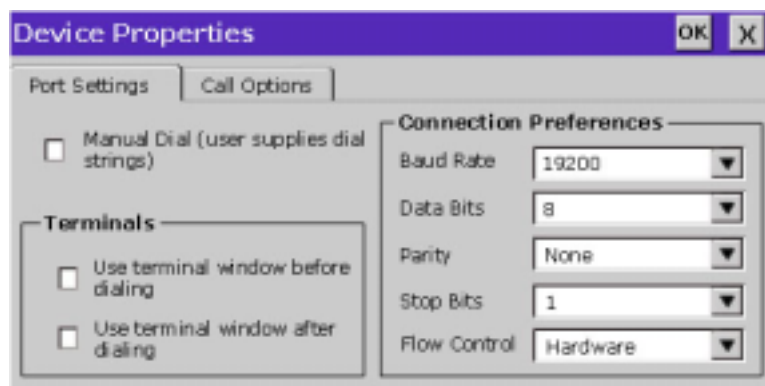 Device Properties OK X
Port Settings Call Options
Manual Dial (user supplies dial
strings)
Terminals
Use terminal window before
dialing
Use terminal window after
dialing
Connection Preferences
Baud Rate 19200
Data Bits 8
Parity None
Stop Bits 1
Flow Control Hardware